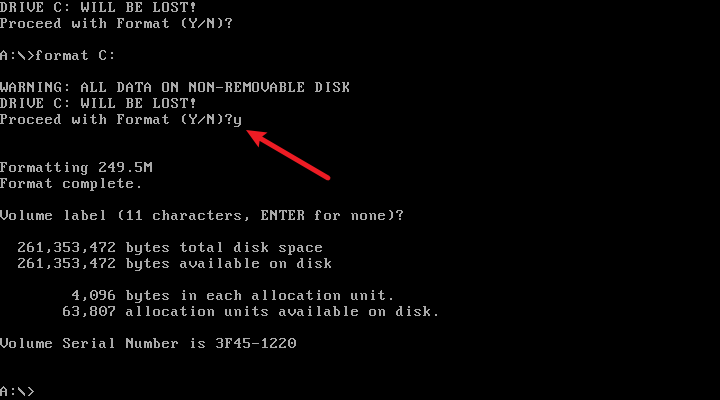 DRIVE C: WILL BE LOST!
Proceed with Format (Y/N)?
A:\>format C:
WARNING: ALL DATA ON NON-REMOVABLE DISK
DRIVE C: WILL BE LOST!
Proceed with Format (Y/N)?y
Formatting 249.5M
Format complete.
Volume label (11 characters, ENTER for none)?
261,353,472 bytes total disk space
261,353,472 bytes available on disk
4,096 bytes in each allocation unit.
63,807 allocation units available on disk.
Volume Serial Number is 3F45-1220
A:\>